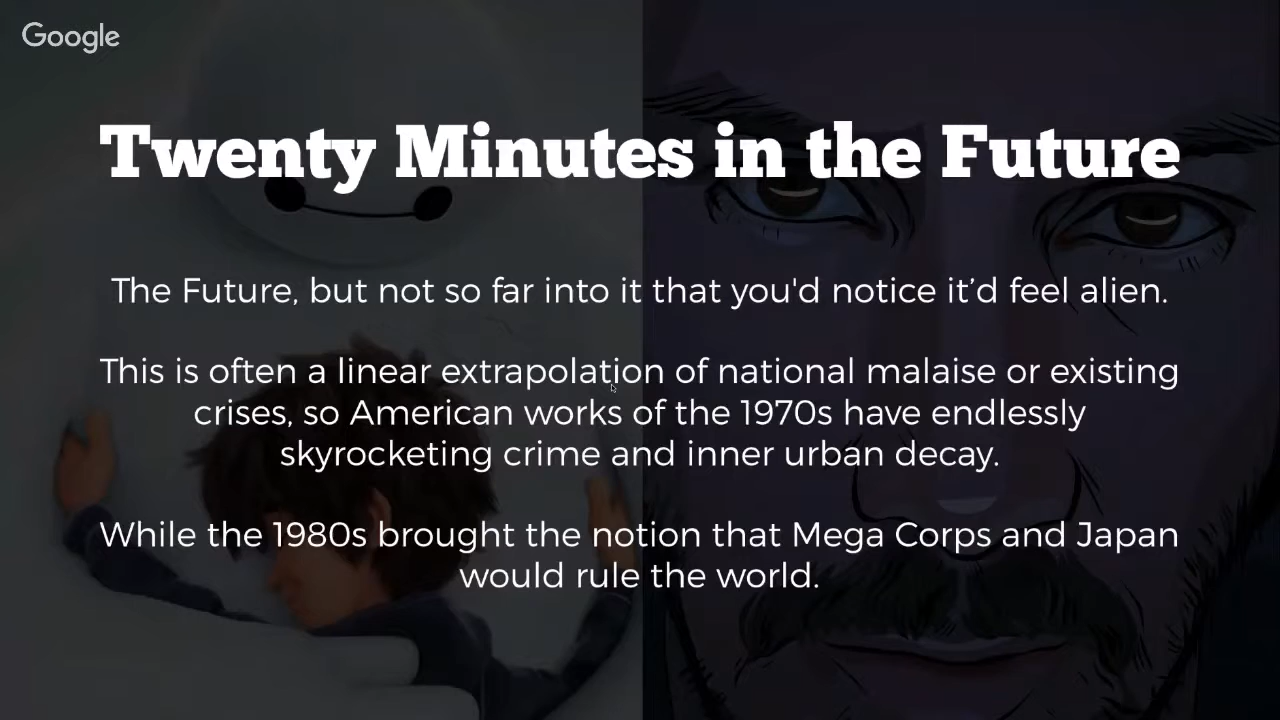 Google
Twenty Minutes in the Future
The Future, but not so far into it that you'd notice it’d feel alien.
This is often a linear extrapolation of national malaise or existing
crises, so American works of the 1970s have endlessly
skyrocketing crime and inner urban decay.
While the 1980s brought the notion that Mega Corps and Japan
would rule the world.